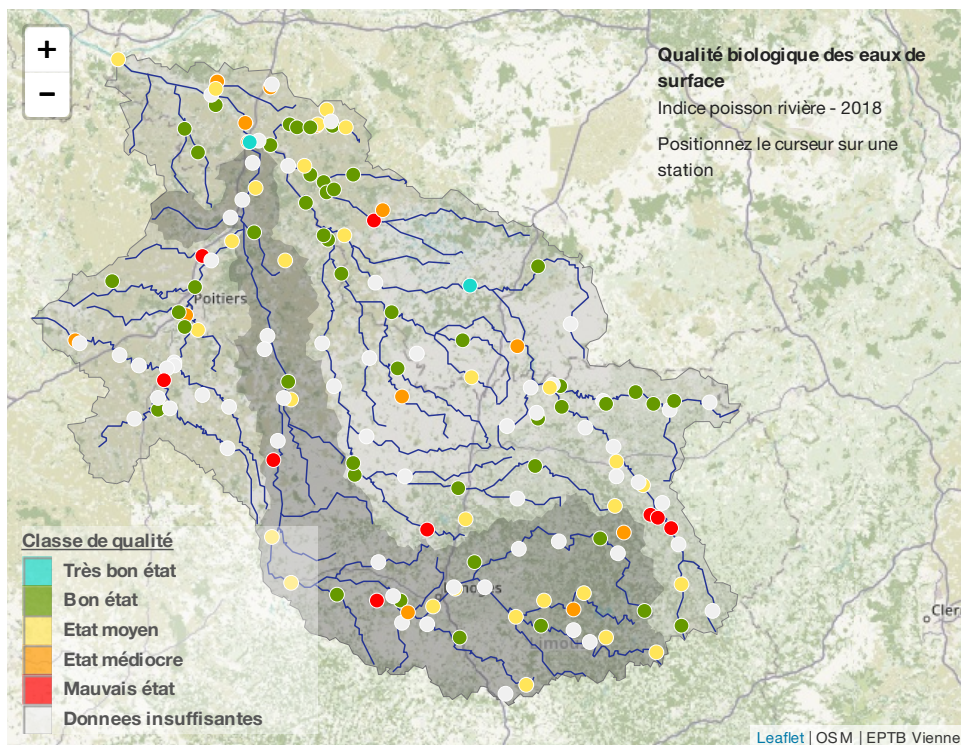 +
−
Qualité biologique des eaux de
surface
Indice poisson rivière - 2018
Positionnez le curseur sur une
station
Poitiers
Classe de qualité
Très bon état
Bon état
Etat moyen
Etat médiocre
Mauvais état
Donnees insuffisantes
Leaflet | OSM | EPTB Vienne